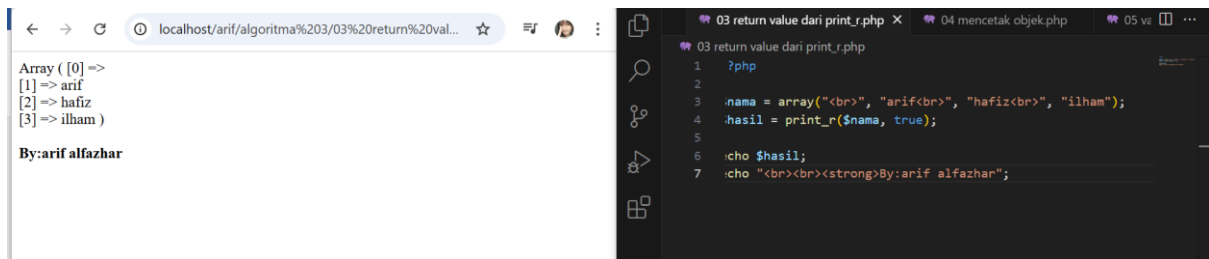 localhost/arif/algoritma%203/03%20return%20val...
Array ( [0] =>
[1] => arif
[2] => hafiz
[3] => ilham )
By:arif alfazhar
03 return value dari print_r.php
04 mencetak objek.php
05 va
03 return value dari print_r.php
1 ?php
2
3 nama = array("<br>", "arif<br>", "hafiz<br>", "ilham");
4 hasil = print_r($nama, true);
5
6 cho $hasil;
7 cho "<br><br><strong>By:arif alfazhar";